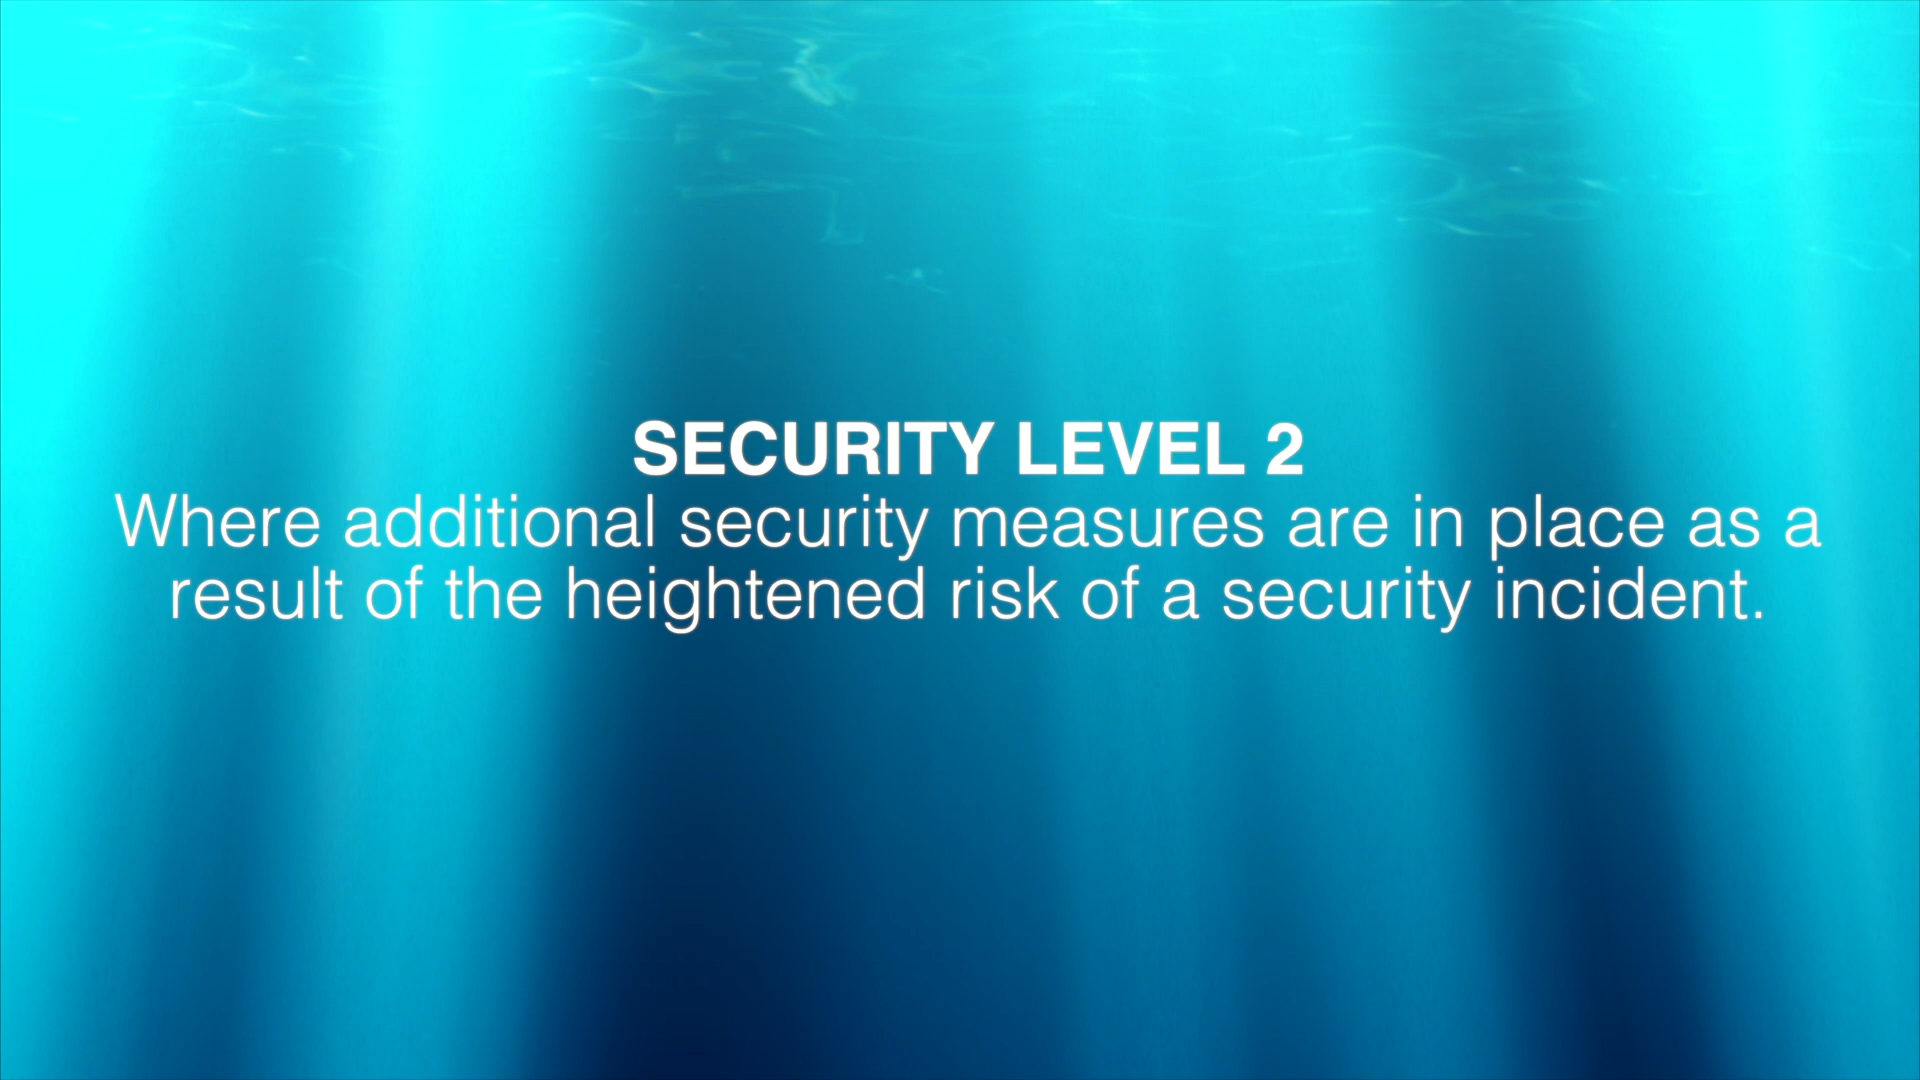 SECURITY LEVEL 2
Where additional security measures are in place as a
result of the heightened risk of a security incident.